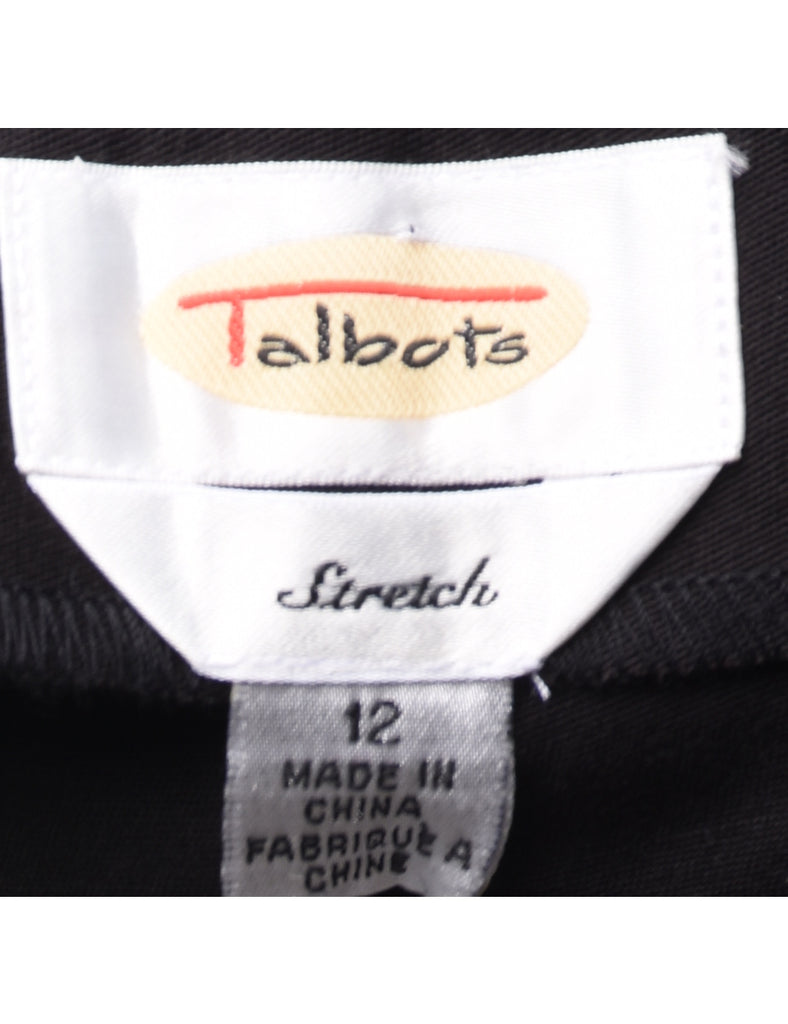 Talbots
Stretch
12
MADE IN
CHINA
FABRIQUÉ A
CHINE